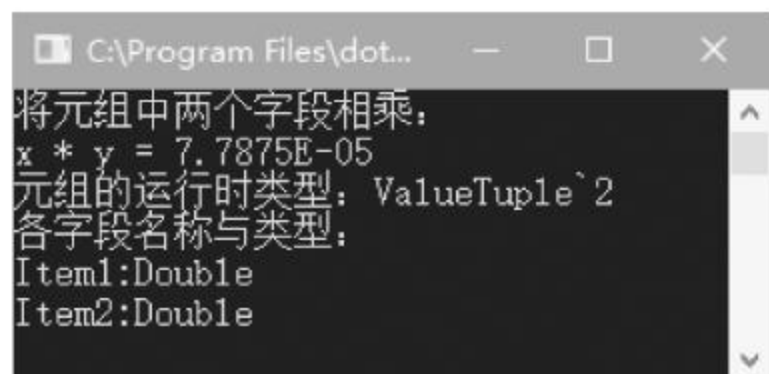 C:\Program Files\dot...
将元组中两个字段相乘：
x * y = 7.7875E-05
元组的运行时类型：ValueTuple`2
各字段名称与类型：
Item1:Double
Item2:Double